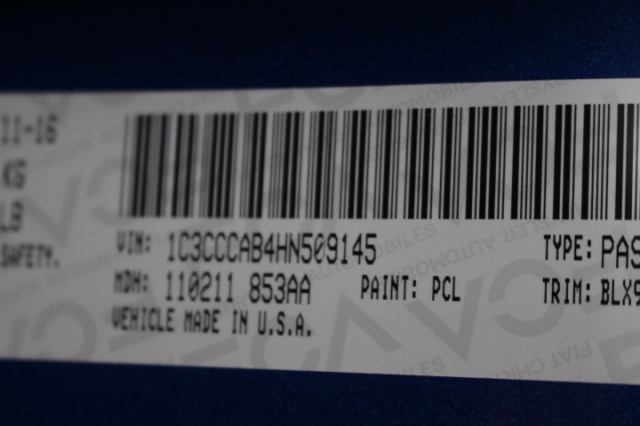 11-16
KG
LB
SAFETY.
VIN: 1C3CCCAB4HN509145 TYPE: PAS
MDH: 110211 853AA PAINT: PCL TRIM: BLX9
VEHICLE MADE IN U.S.A.